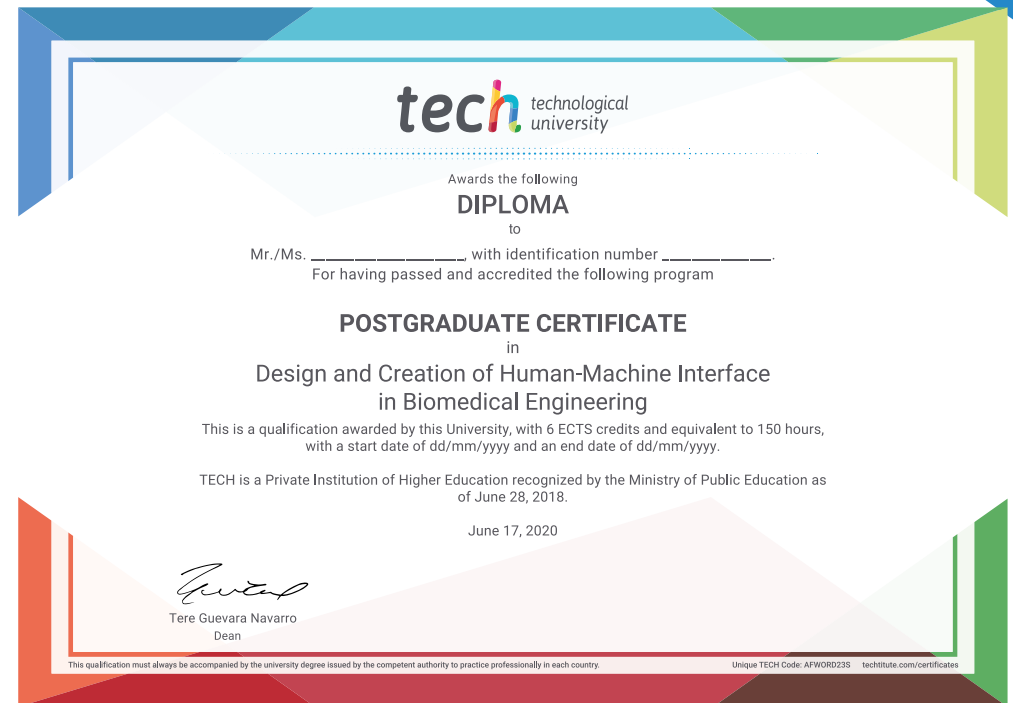 tech technological
university
Awards the following
DIPLOMA
to
Mr./Ms. ____________________, with identification number ______________.
For having passed and accredited the following program
POSTGRADUATE CERTIFICATE
in
Design and Creation of Human-Machine Interface
in Biomedical Engineering
This is a qualification awarded by this University, with 6 ECTS credits and equivalent to 150 hours,
with a start date of dd/mm/yyyy and an end date of dd/mm/yyyy.
TECH is a Private Institution of Higher Education recognized by the Ministry of Public Education as
of June 28, 2018.
June 17, 2020
Tere Guevara Navarro
Dean
This qualification must always be accompanied by the university degree issued by the competent authority to practice professionally in each country.
Unique TECH Code: AFWORD23S techtitute.com/certificates